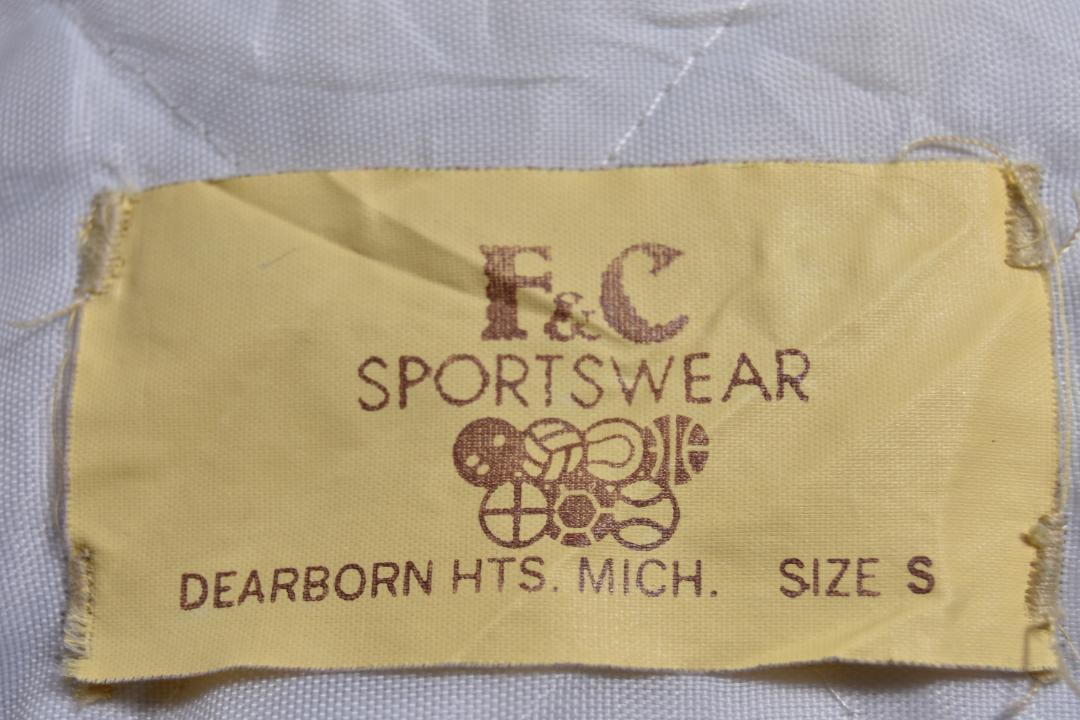 F&C
SPORTSWEAR
DEARBORN HTS. MICH. SIZE S